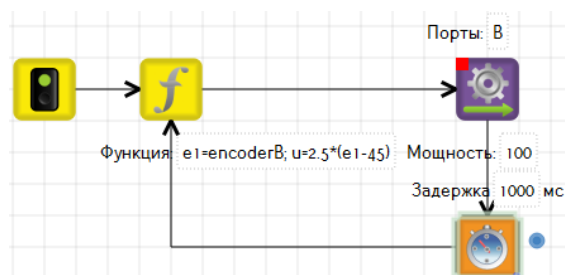 Порты: B
Функция: e1=encoderB; u=2.5*(e1-45)
Мощность: 100
Задержка 1000 мс